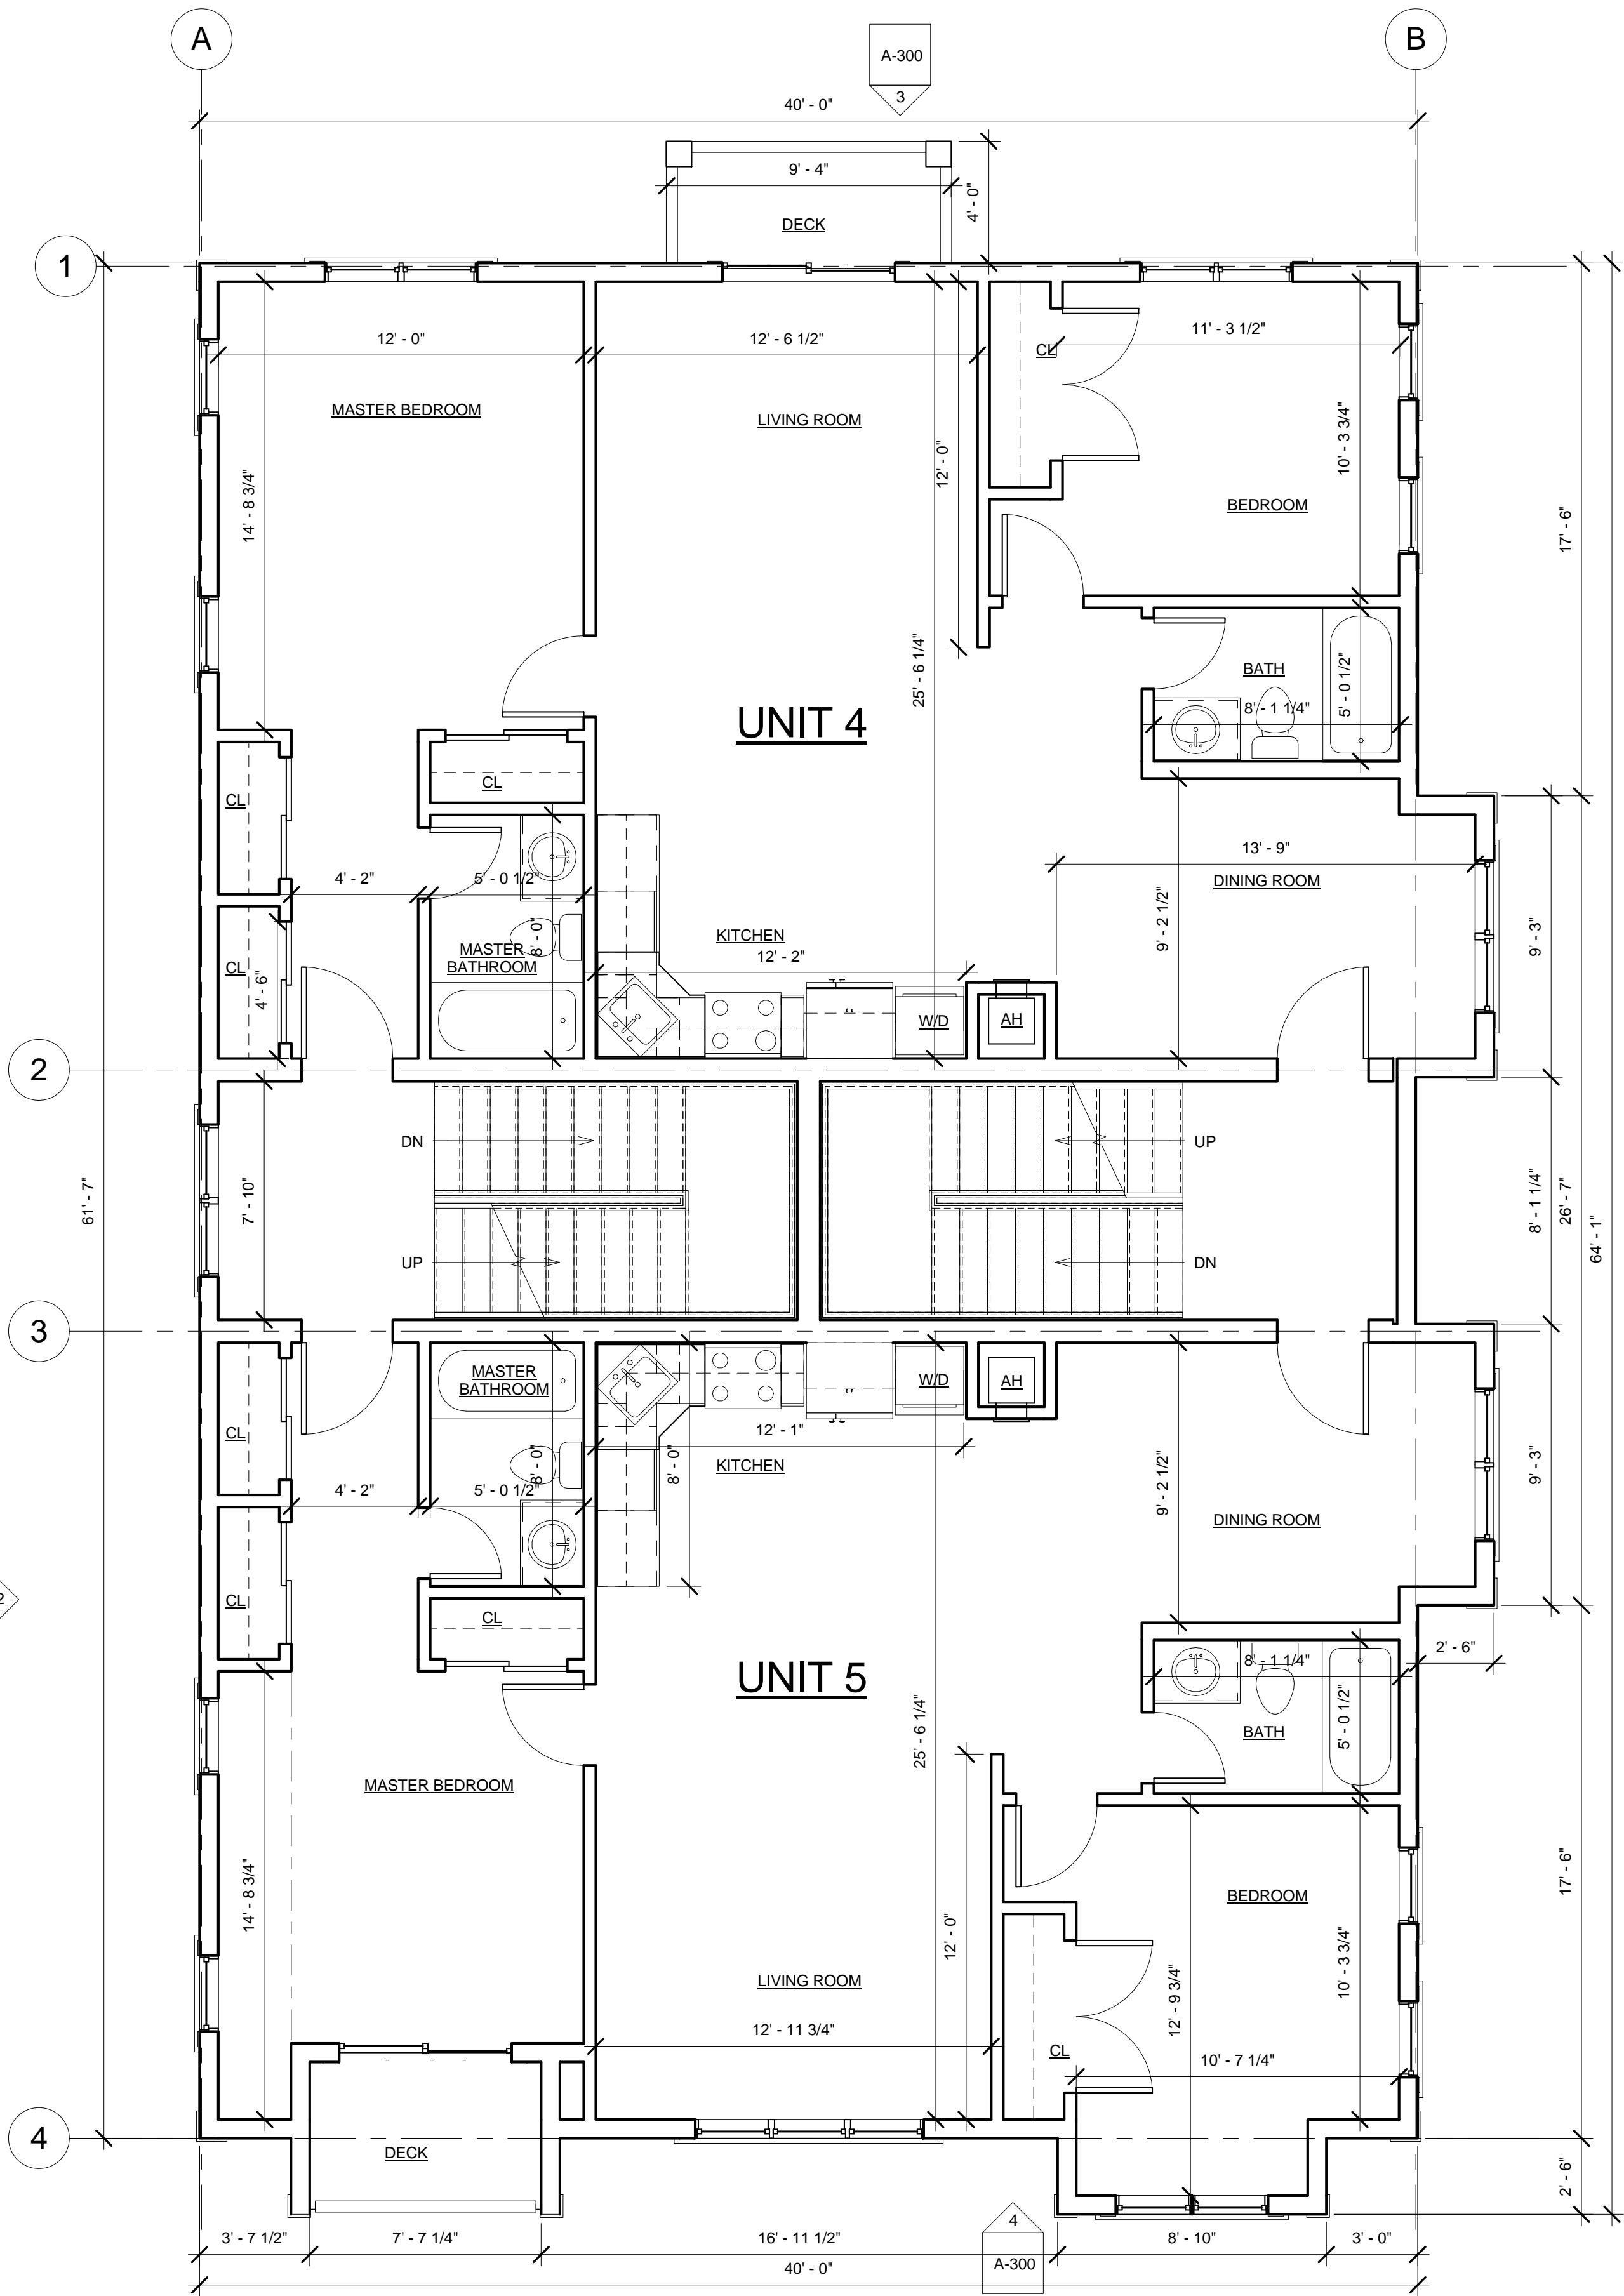 A
B
A-300
3
40' - 0"
9' - 4"
4' - 0"
DECK
1
12' - 0"
12' - 6 1/2"
11' - 3 1/2"
CL
MASTER BEDROOM
LIVING ROOM
10' - 3 3/4"
12' - 0"
14' - 8 3/4"
BEDROOM
17' - 6"
25' - 6 1/4"
BATH
5' - 0 1/2"
8' - 1 1/4"
UNIT 4
CL
CL
13' - 9"
DINING ROOM
4' - 2"
5' - 0 1/2"
9' - 2 1/2"
9' - 3"
8' - 0"
KITCHEN
MASTER
BATHROOM
12' - 2"
CL
4' - 6"
W/D
AH
2
DN
UP
61' - 7"
7' - 10"
8' - 1 1/4"
26' - 7"
64' - 1"
UP
DN
3
MASTER
BATHROOM
W/D
AH
CL
12' - 1"
KITCHEN
8' - 0"
8' - 0"
4' - 2"
5' - 0 1/2"
9' - 2 1/2"
9' - 3"
DINING ROOM
2
CL
CL
UNIT 5
2' - 6"
8' - 1 1/4"
5' - 0 1/2"
BATH
25' - 6 1/4"
MASTER BEDROOM
17' - 6"
BEDROOM
14' - 8 3/4"
12' - 0"
10' - 3 3/4"
LIVING ROOM
12' - 9 3/4"
12' - 11 3/4"
CL
10' - 7 1/4"
4
DECK
2' - 6"
4
A-300
3' - 7 1/2"
7' - 7 1/4"
16' - 11 1/2"
8' - 10"
3' - 0"
40' - 0"